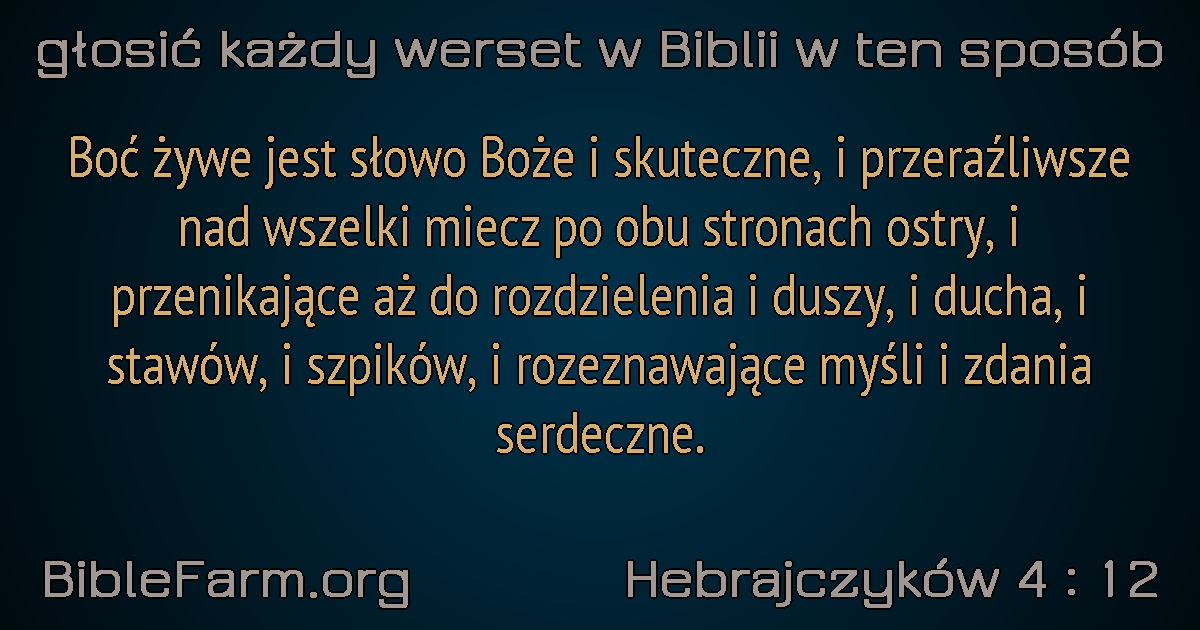 głosić każdy werset w Biblii w ten sposób
Boć żywe jest słowo Boże i skuteczne, i przeraźliwsze
nad wszelki miecz po obu stronach ostry, i
przenikające aż do rozdzielenia i duszy, i ducha, i
stawów, i szpików, i rozeznawające myśli i zdania
serdeczne.
BibleFarm.org
Hebrajczyków 4 : 12